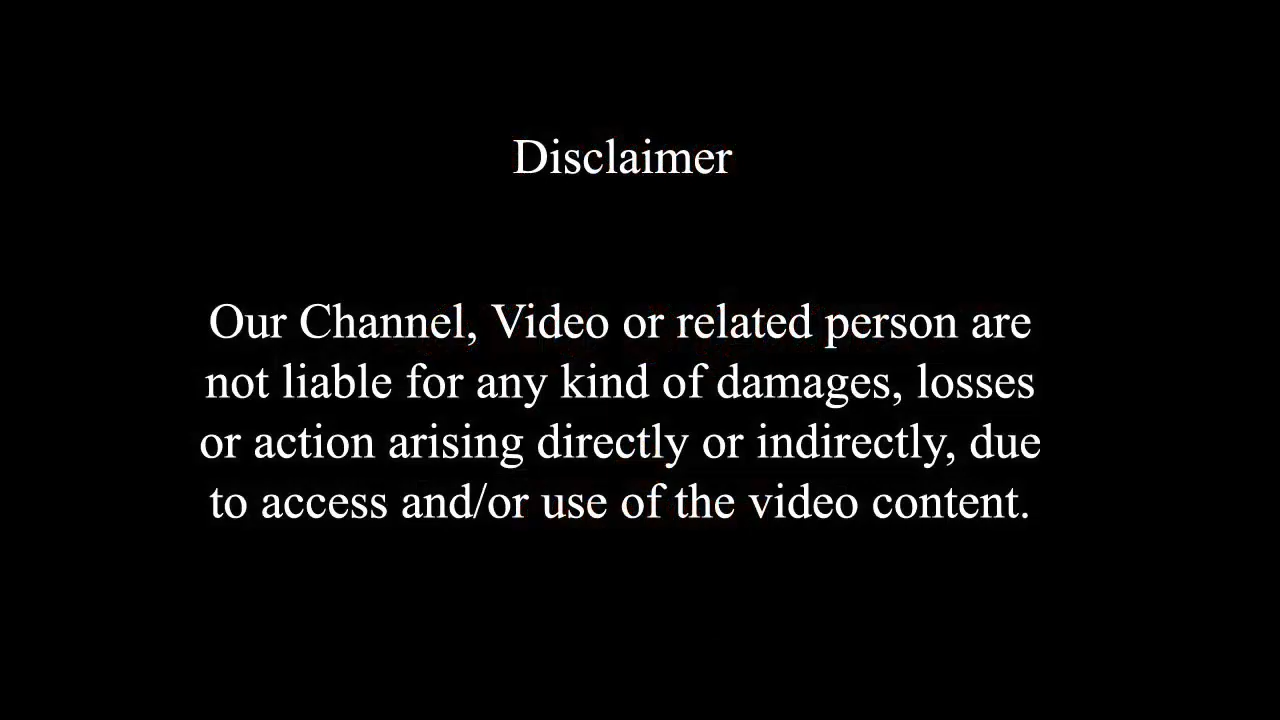 Disclaimer
Our Channel, Video or related person are
not liable for any kind of damages, losses
or action arising directly or indirectly, due
to access and/or use of the video content.